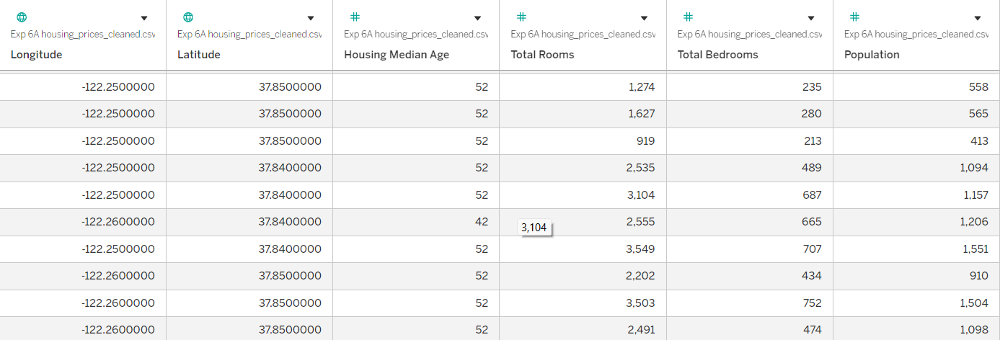 Exp 6A housing_prices_cleaned.csv Exp 6A housing_prices_cleaned.csv Exp 6A housing_prices_cleaned.csv Exp 6A housing_prices_cleaned.csv Exp 6A housing_prices_cleaned.csv Exp 6A housing_prices_cleaned.csv
Longitude Latitude Housing Median Age Total Rooms Total Bedrooms Population
-122.2500000 37.8500000 52 1,274 235 558
-122.2500000 37.8500000 52 1,627 280 565
-122.2500000 37.8500000 52 919 213 413
-122.2500000 37.8400000 52 2,535 489 1,094
-122.2500000 37.8400000 52 3,104 687 1,157
-122.2600000 37.8400000 42 2,555 665 1,206
3,104
-122.2500000 37.8400000 52 3,549 707 1,551
-122.2600000 37.8500000 52 2,202 434 910
-122.2600000 37.8500000 52 3,503 752 1,504
-122.2600000 37.8500000 52 2,491 474 1,098